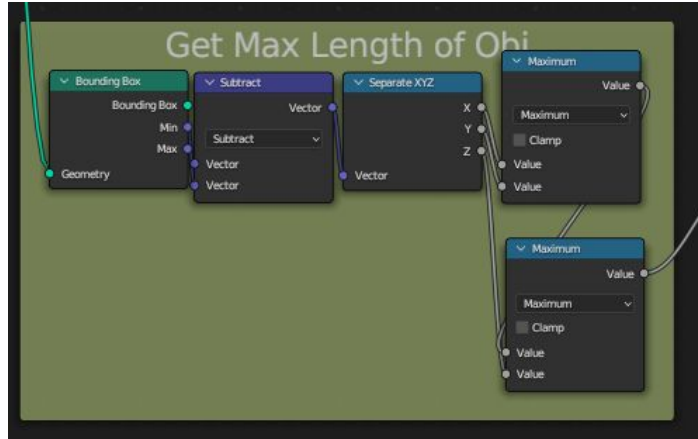 Get Max Length of Obj
Bounding Box
Bounding Box
Min
Max
Geometry
Subtract
Vector
Subtract
Vector
Vector
Separate XYZ
X
Y
Z
Vector
Maximum
Value
Maximum
Clamp
Value
Value
Maximum
Value
Maximum
Clamp
Value
Value